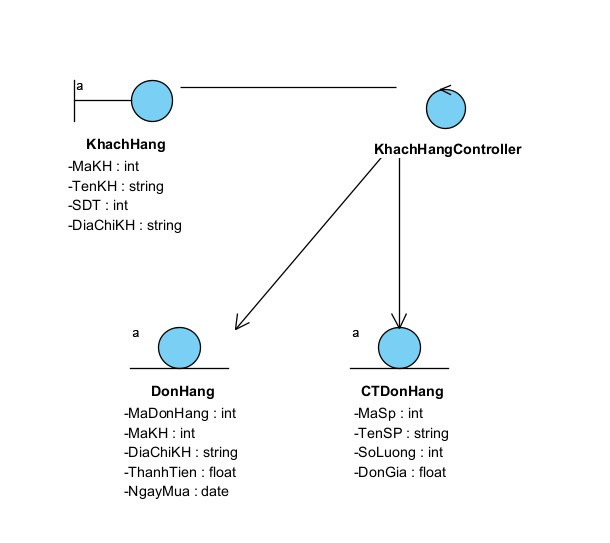 a
KhachHang
-MaKH : int
-TenKH : string
-SDT : int
-DiaChiKH : string
KhachHangController
a
DonHang
-MaDonHang : int
-MaKH : int
-DiaChiKH : string
-ThanhTien : float
-NgayMua : date
a
CTDonHang
-MaSp : int
-TenSP : string
-SoLuong : int
-DonGia : float